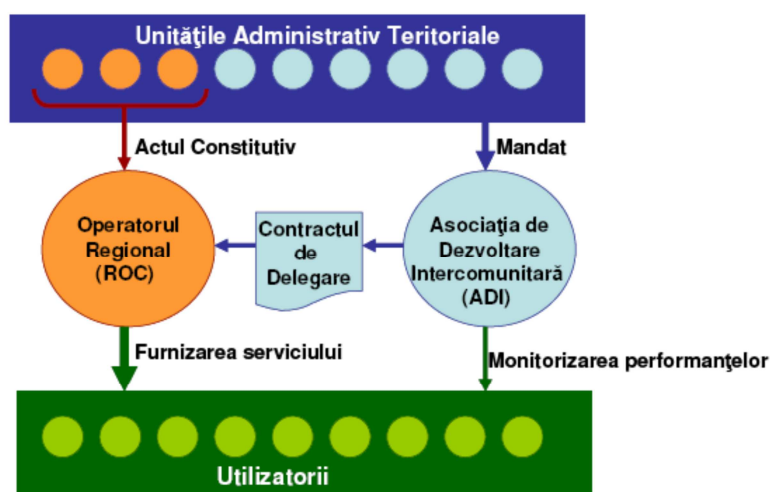 Unităţile Administrativ Teritoriale
Actul Constitutiv
Mandat
Operatorul
Regional
(ROC)
Contractul
de
Delegare
Asociaţia de
Dezvoltare
Intercomunitară
(ADI)
Furnizarea serviciului
Monitorizarea performanţelor
Utilizatorii